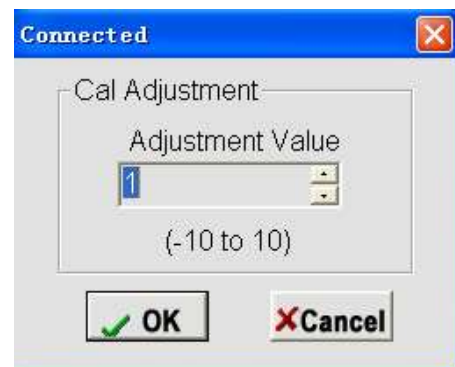 Connected
Cal Adjustment
Adjustment Value
1
(-10 to 10)
OK
Cancel